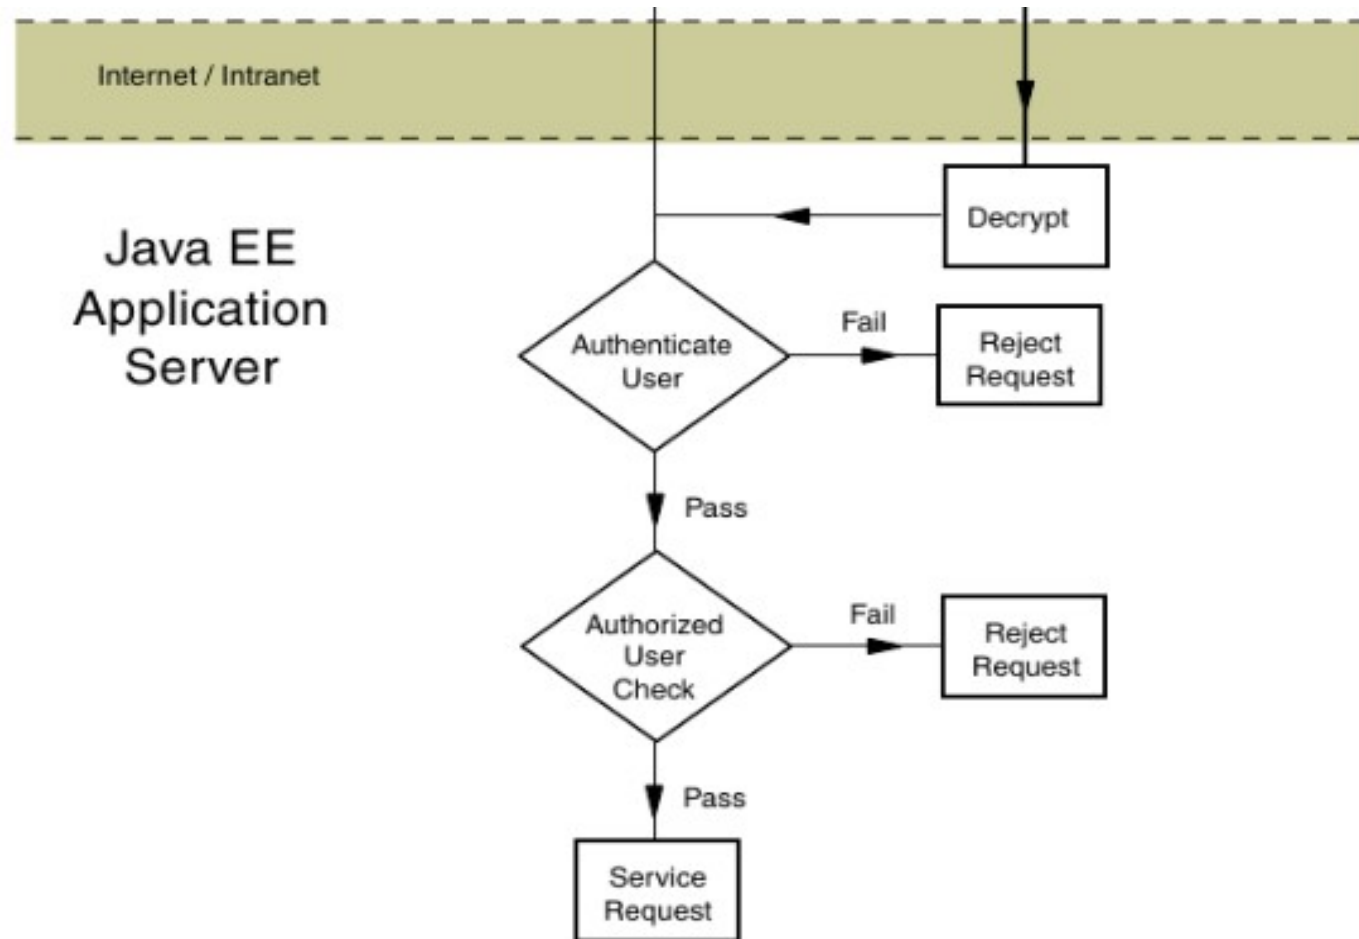 Internet / Intranet
Decrypt
Java EE
Application
Server
Authenticate
User
Fail
Reject
Request
Pass
Authorized
User
Check
Fail
Reject
Request
Pass
Service
Request